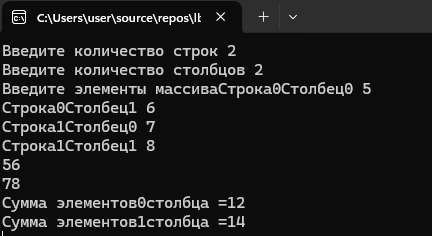 C:\Users\user\source\repos\lb
Введите количество строк 2
Введите количество столбцов 2
Введите элементы массиваСтрока0Столбец0 5
Строка0Столбец1 6
Строка1Столбец0 7
Строка1Столбец1 8
56
78
Сумма элементов0столбца =12
Сумма элементов1столбца =14